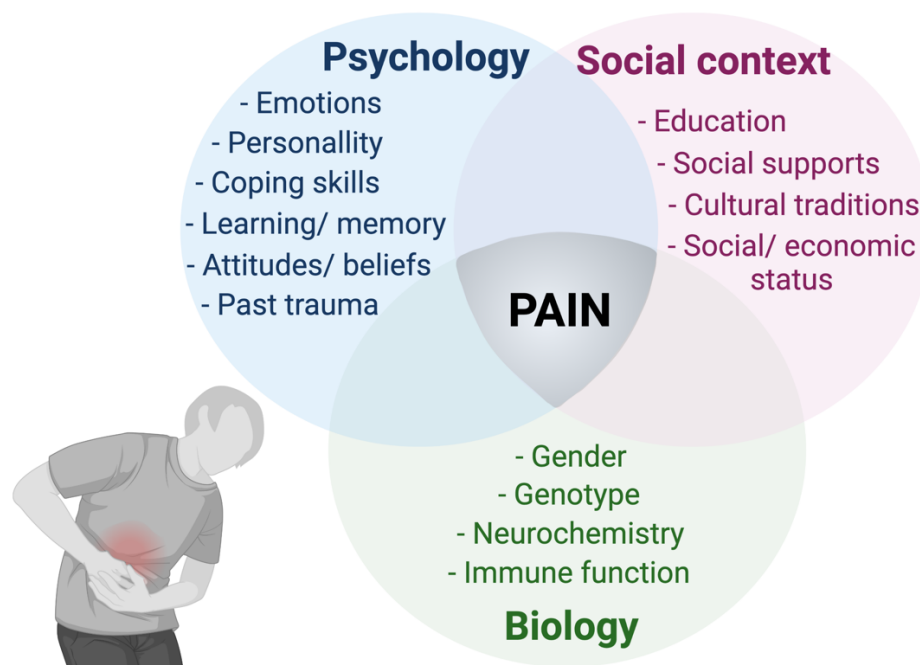 Psychology
- Emotions
- Personallity
- Coping skills
- Learning/ memory
- Attitudes/ beliefs
- Past trauma
Social context
- Education
- Social supports
- Cultural traditions
- Social/ economic
status
PAIN
- Gender
- Genotype
- Neurochemistry
- Immune function
Biology